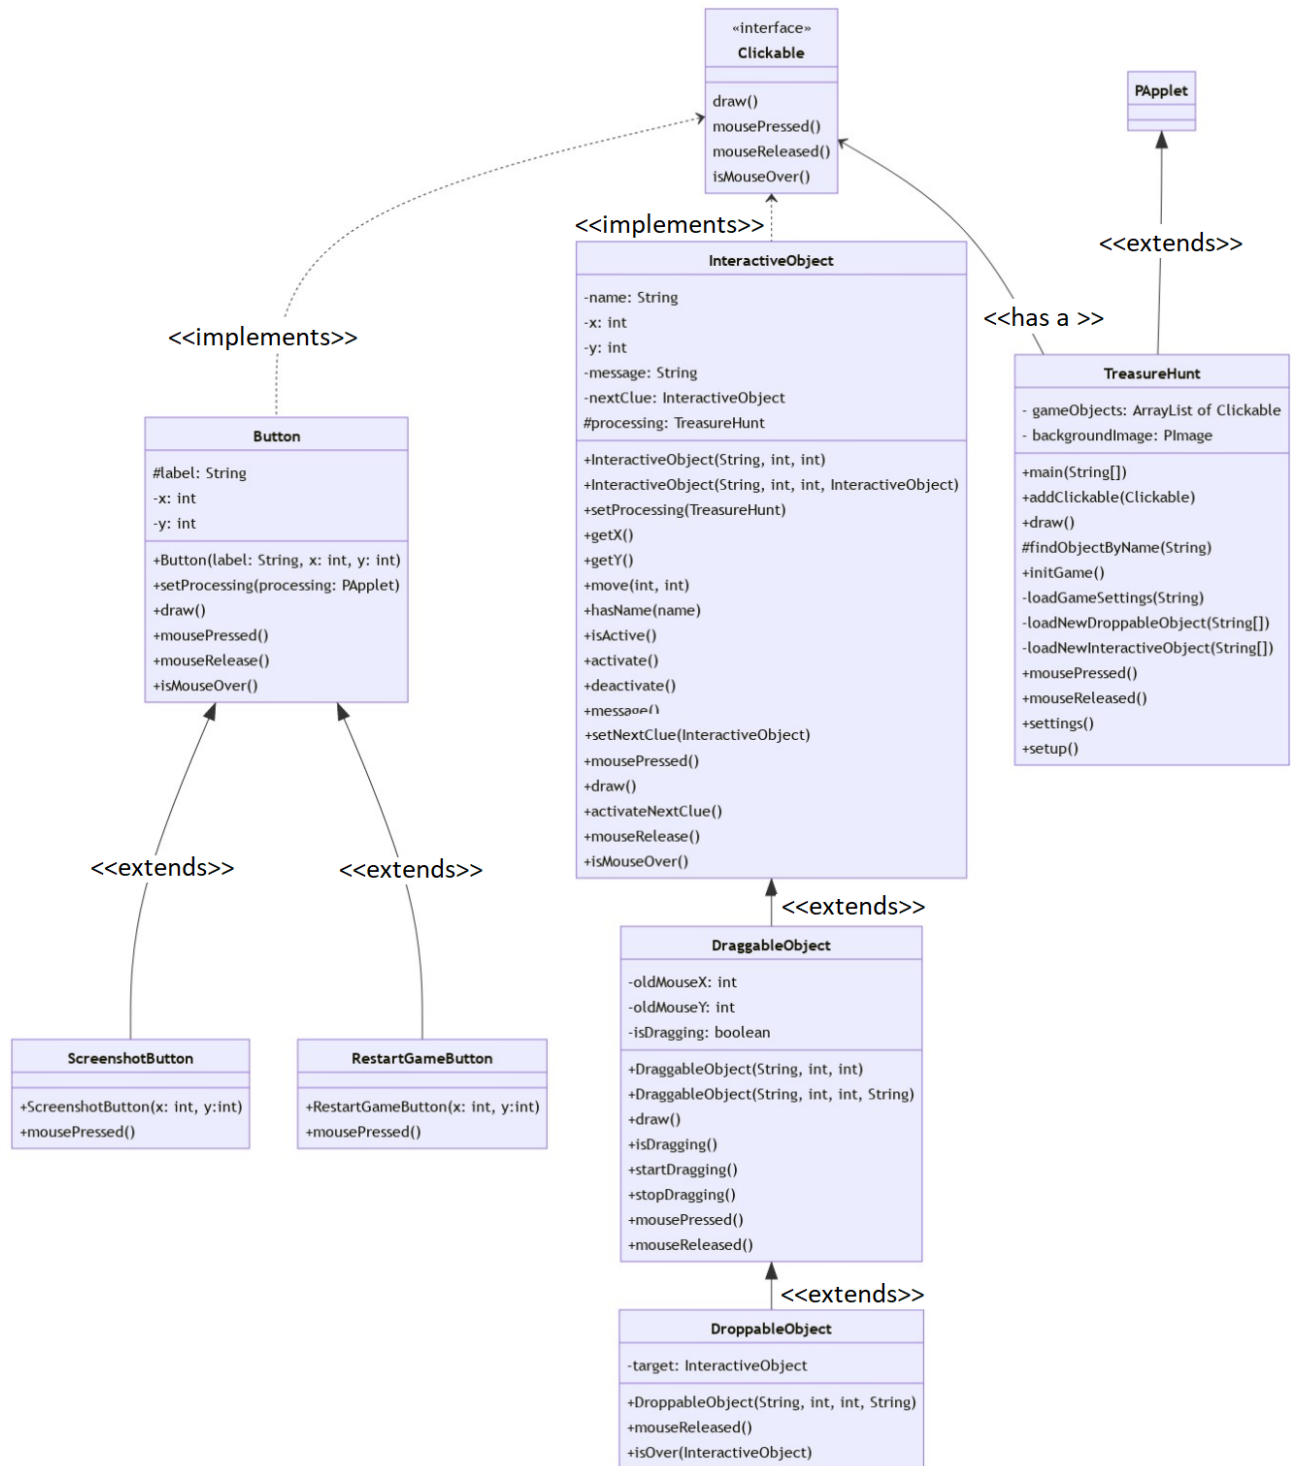 «interface»
Clickable
draw()
mousePressed()
mouseReleased()
isMouseOver()
PApplet
<<implements>>
<<extends>>
<<has a >>
<<implements>>
InteractiveObject
-name: String
-x: int
-y: int
-message: String
-nextClue: InteractiveObject
#processing: TreasureHunt
+InteractiveObject(String, int, int)
+InteractiveObject(String, int, int, InteractiveObject)
+setProcessing(TreasureHunt)
+getX()
+getY()
+move(int, int)
+hasName(name)
+isActive()
+activate()
+deactivate()
+message()
+setNextClue(InteractiveObject)
+mousePressed()
+draw()
+activateNextClue()
+mouseRelease()
+isMouseOver()
TreasureHunt
- gameObjects: ArrayList of Clickable
- backgroundImage: PImage
+main(String[])
+addClickable(Clickable)
+draw()
#findObjectByName(String)
+initGame()
-loadGameSettings(String)
-loadNewDroppableObject(String[])
-loadNewInteractiveObject(String[])
+mousePressed()
+mouseReleased()
+settings()
+setup()
Button
#label: String
-x: int
-y: int
+Button(label: String, x: int, y: int)
+setProcessing(processing: PApplet)
+draw()
+mousePressed()
+mouseRelease()
+isMouseOver()
<<extends>>
<<extends>>
<<extends>>
ScreenshotButton
+ScreenshotButton(x: int, y:int)
+mousePressed()
RestartGameButton
+RestartGameButton(x: int, y:int)
+mousePressed()
DraggableObject
-oldMouseX: int
-oldMouseY: int
-isDragging: boolean
+DraggableObject(String, int, int)
+DraggableObject(String, int, int, String)
+draw()
+isDragging()
+startDragging()
+stopDragging()
+mousePressed()
+mouseReleased()
<<extends>>
DroppableObject
-target: InteractiveObject
+DroppableObject(String, int, int, String)
+mouseReleased()
+isOver(InteractiveObject)